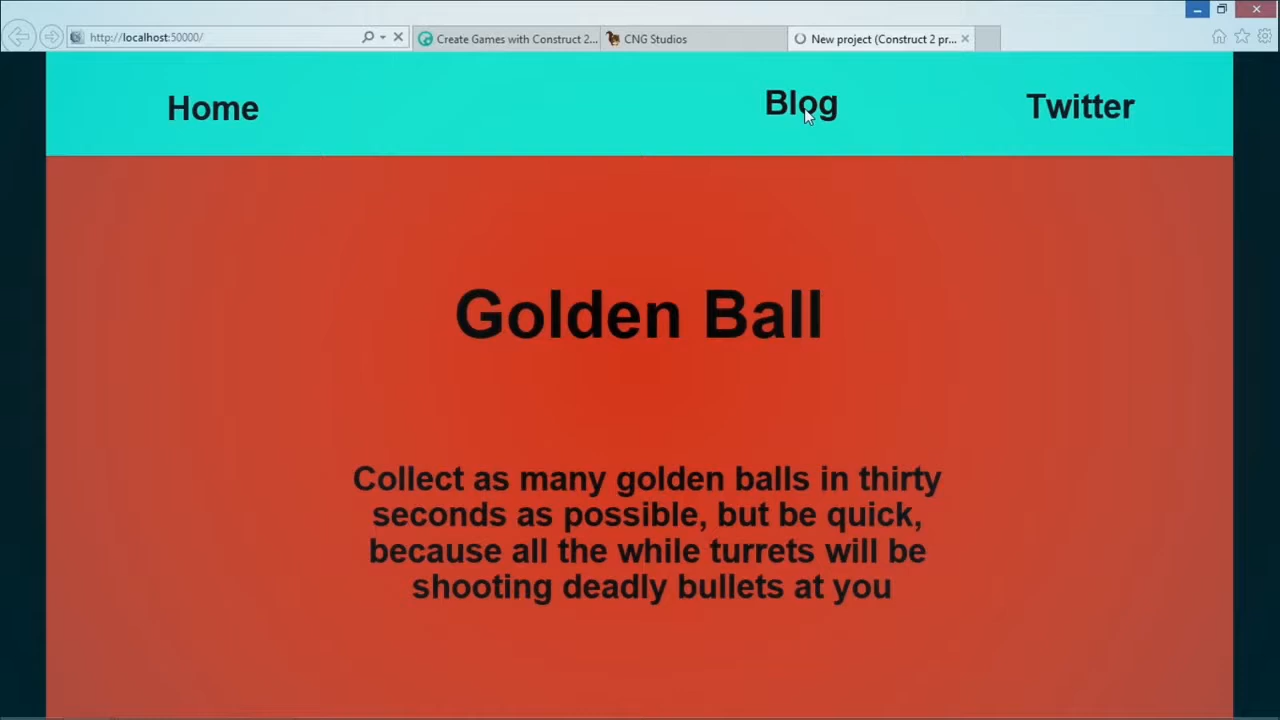 http://localhost:50000/
Create Games with Construct 2...
CNG Studios
New project (Construct 2 pr...
Home
Blog
Twitter
Golden Ball
Collect as many golden balls in thirty
seconds as possible, but be quick,
because all the while turrets will be
shooting deadly bullets at you